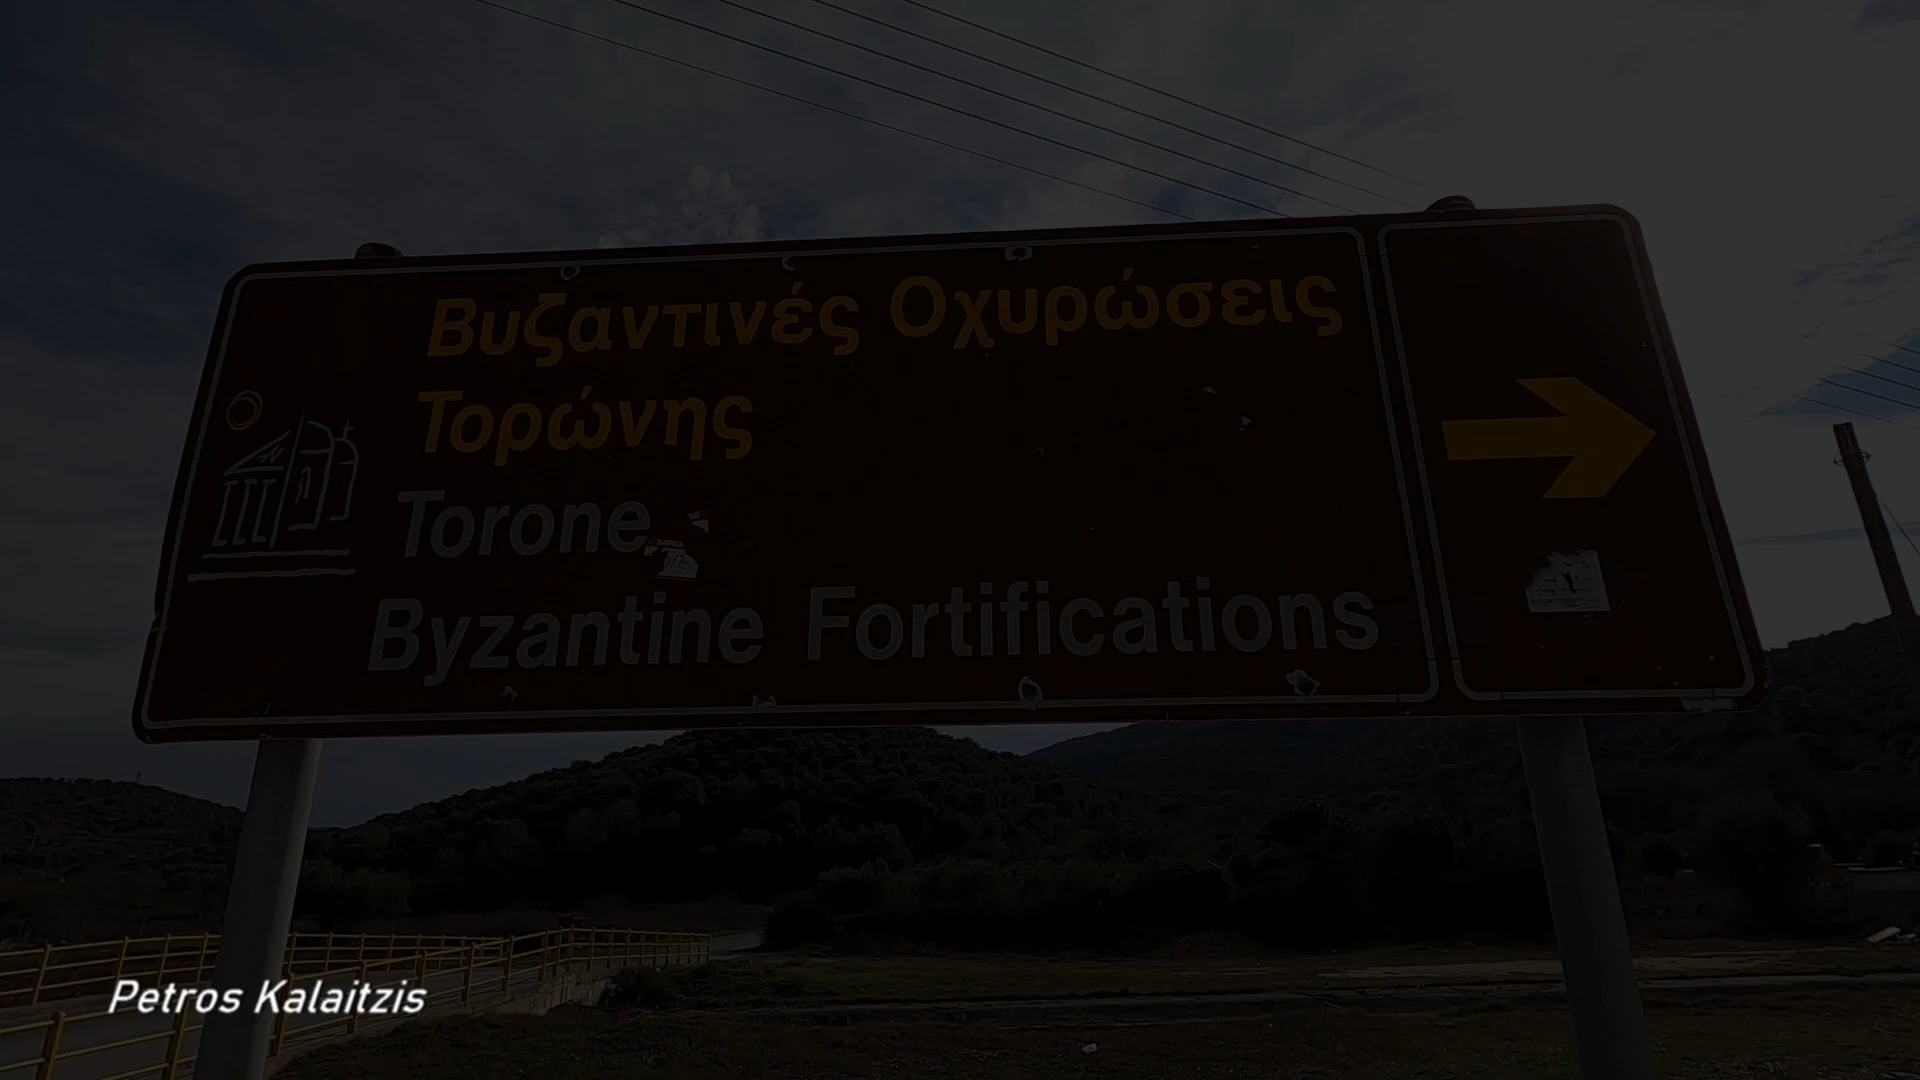 Βυζαντινές Οχυρώσεις
Τορώνης
Torone
Byzantine Fortifications
Petros Kalaitzis